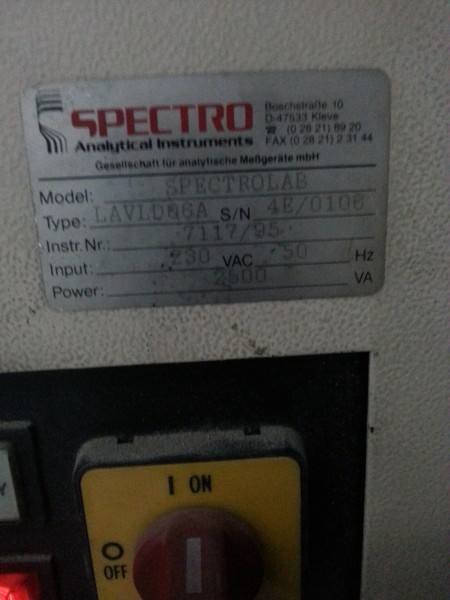 SPECTRO
Analytical Instruments
Boschstraße 10
D-47533 Kleve
☎ (0 28 21) 89 20
FAX (0 28 21) 2 31 44
Gesellschaft für analytische Meßgeräte mbH
Model: SPECTROLAB
Type: LAVLD06A S/N 4E/0108
Instr.Nr.: 7117/95
Input: 230 VAC 50 Hz
Power: 2500 VA
I ON
O
OFF